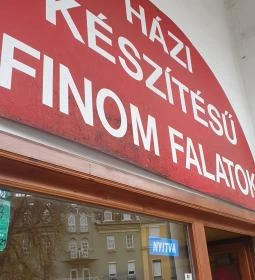 HÁZI
KÉSZÍTÉSŰ
FINOM FALATOK
NYITVA